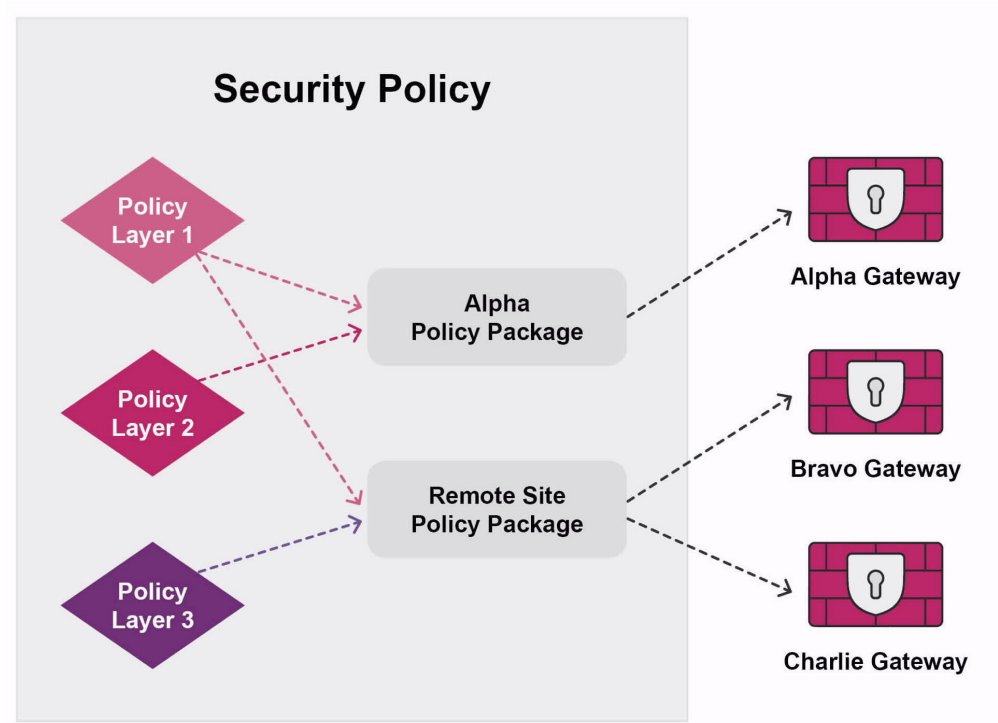 Security Policy
Policy
Layer 1
Alpha
Policy Package
Alpha Gateway
Policy
Layer 2
Bravo Gateway
Remote Site
Policy Package
Policy
Layer 3
Charlie Gateway